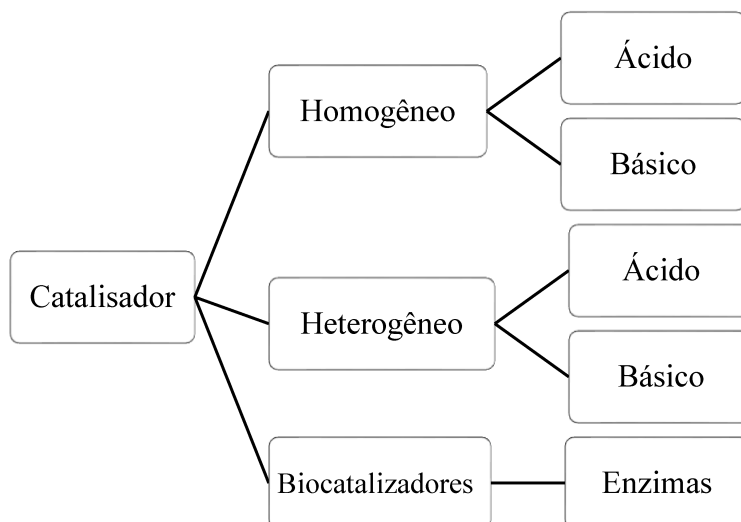 Catalisador
Homogêneo
Ácido
Básico
Heterogêneo
Ácido
Básico
Biocatalizadores
Enzimas